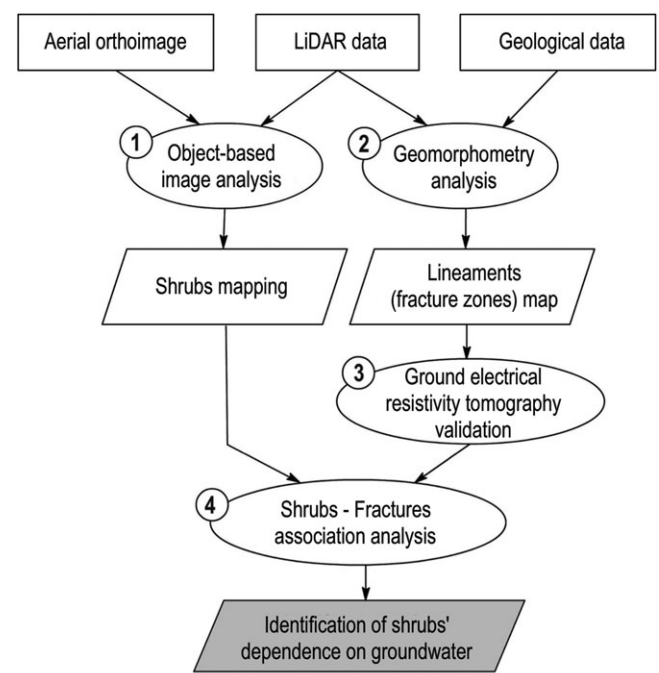 Aerial orthoimage
LiDAR data
Geological data
1
Object-based
image analysis
2
Geomorphometry
analysis
Shrubs mapping
Lineaments
(fracture zones) map
3
Ground electrical
resistivity tomography
validation
4
Shrubs - Fractures
association analysis
Identification of shrubs'
dependence on groundwater